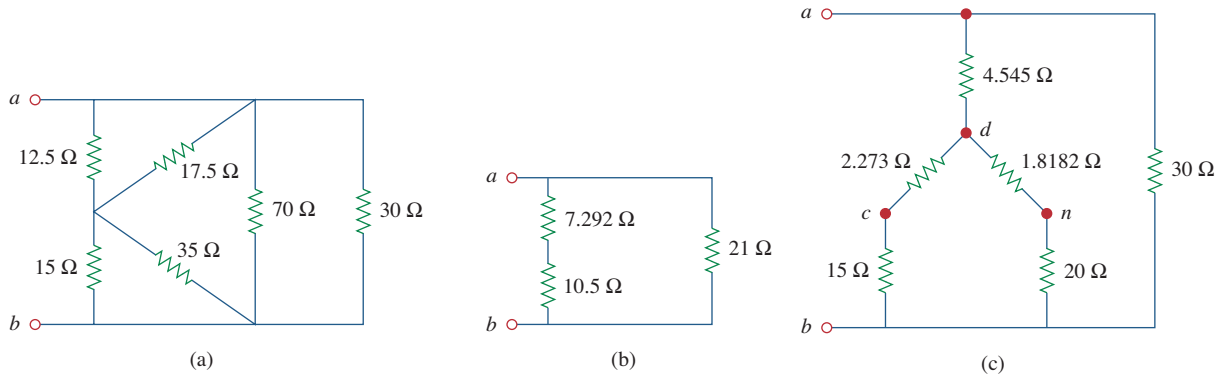 a
12.5 Ω
17.5 Ω
70 Ω
30 Ω
35 Ω
15 Ω
b
(a)
a
7.292 Ω
21 Ω
10.5 Ω
b
(b)
a
4.545 Ω
d
2.273 Ω
1.8182 Ω
30 Ω
c
n
15 Ω
20 Ω
b
(c)